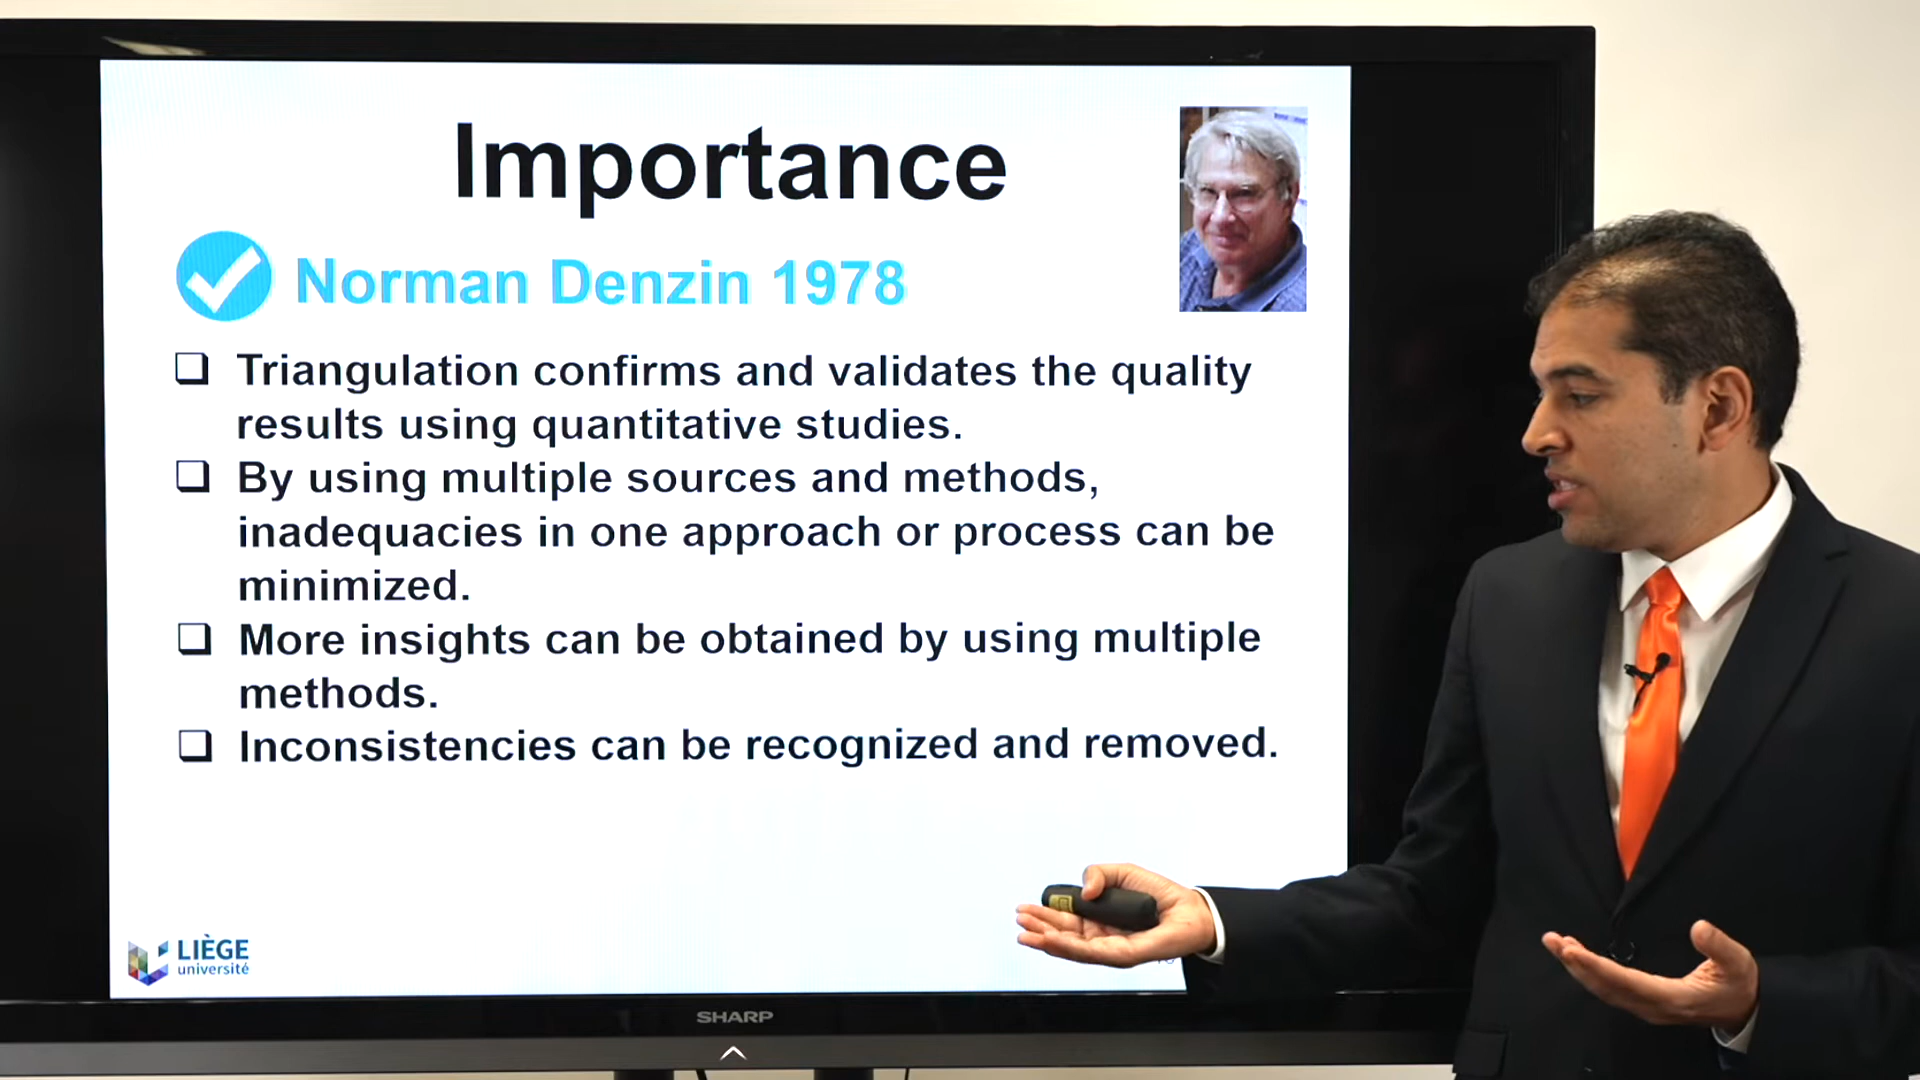 Importance
Norman Denzin 1978
Triangulation confirms and validates the quality
results using quantitative studies.
By using multiple sources and methods,
inadequacies in one approach or process can be
minimized.
More insights can be obtained by using multiple
methods.
Inconsistencies can be recognized and removed.
LIÈGE
université
SHARP